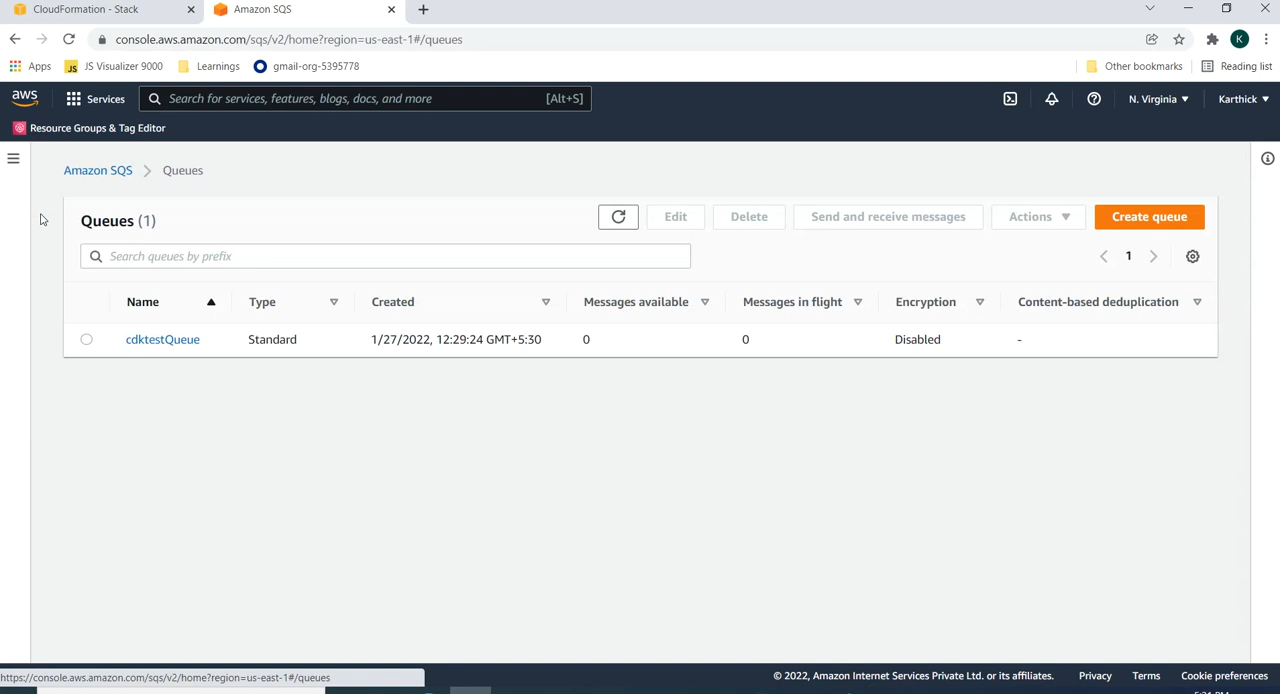 CloudFormation - Stack
Amazon SQS
console.aws.amazon.com/sqs/v2/home?region=us-east-1#/queues
K
Apps
JS
JS Visualizer 9000
Learnings
gmail-org-5395778
Other bookmarks
Reading list
aws
Services
Search for services, features, blogs, docs, and more
[Alt+S]
N. Virginia
Karthick
Resource Groups & Tag Editor
Amazon SQS
Queues
Queues (1)
Edit
Delete
Send and receive messages
Actions
Create queue
Search queues by prefix
1
Name
Type
Created
Messages available
Messages in flight
Encryption
Content-based deduplication
cdktestQueue
Standard
1/27/2022, 12:29:24 GMT+5:30
0
0
Disabled
-
© 2022, Amazon Internet Services Private Ltd. or its affiliates.
Privacy
Terms
Cookie preferences
https://console.aws.amazon.com/sqs/v2/home?region=us-east-1#/queues